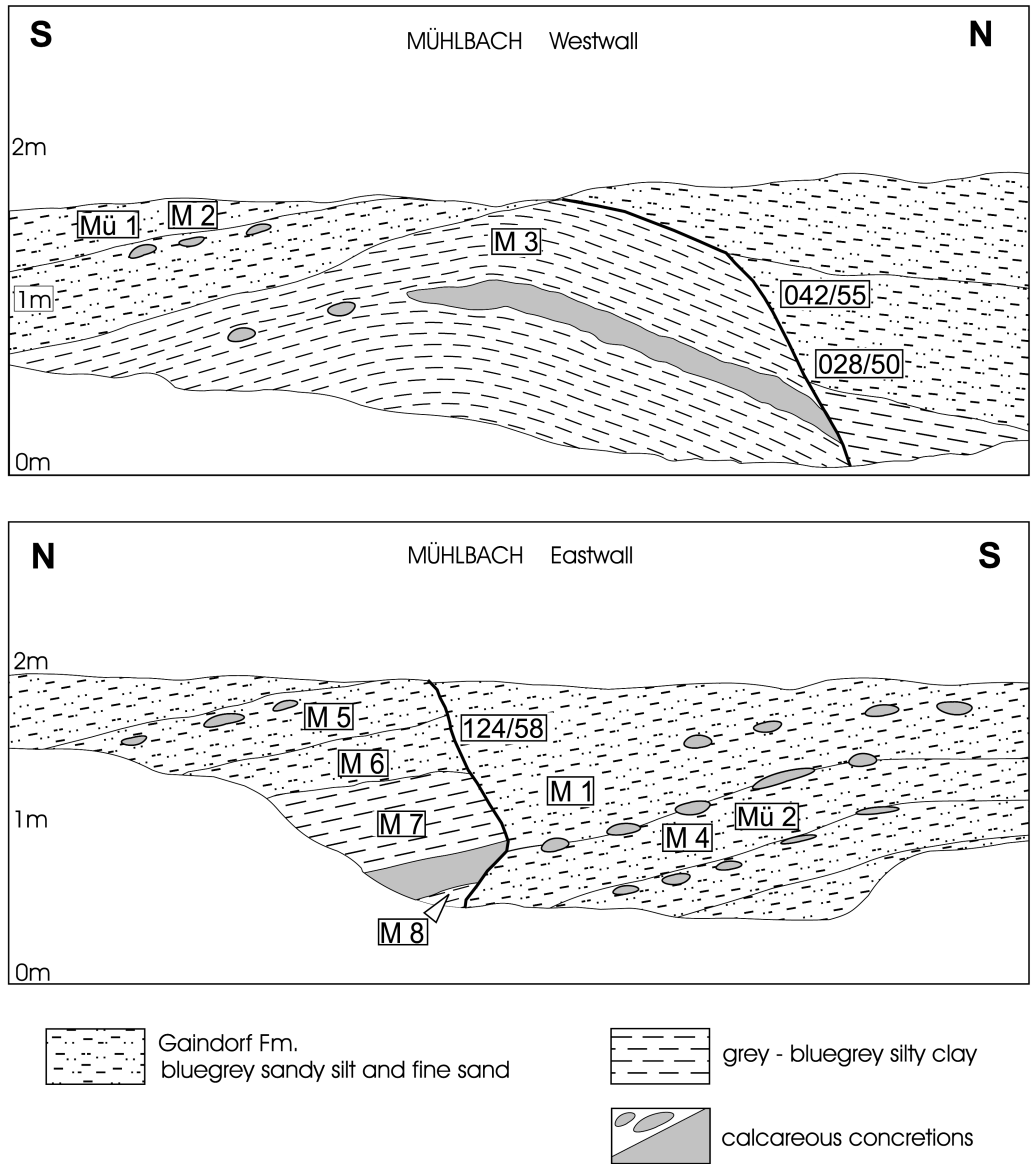 S
MÜHLBACH Westwall
N
2m
Mü 1
M 2
M 3
1m
042/55
028/50
0m
N
MÜHLBACH Eastwall
S
2m
M 5
124/58
M 6
M 1
1m
Mü 2
M 7
M 4
M 8
0m
Gaindorf Fm.
bluegrey sandy silt and fine sand
grey - bluegrey silty clay
calcareous concretions